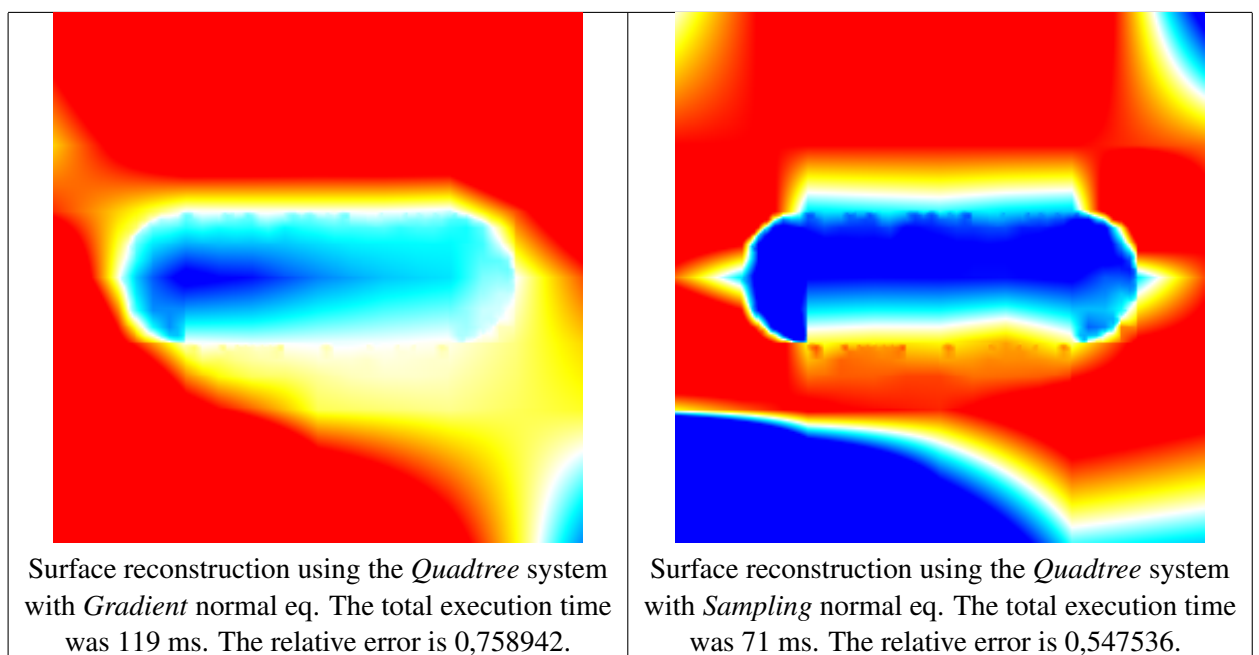 Surface reconstruction using the Quadtree system
with Gradient normal eq. The total execution time
was 119 ms. The relative error is 0,758942.
Surface reconstruction using the Quadtree system
with Sampling normal eq. The total execution time
was 71 ms. The relative error is 0,547536.